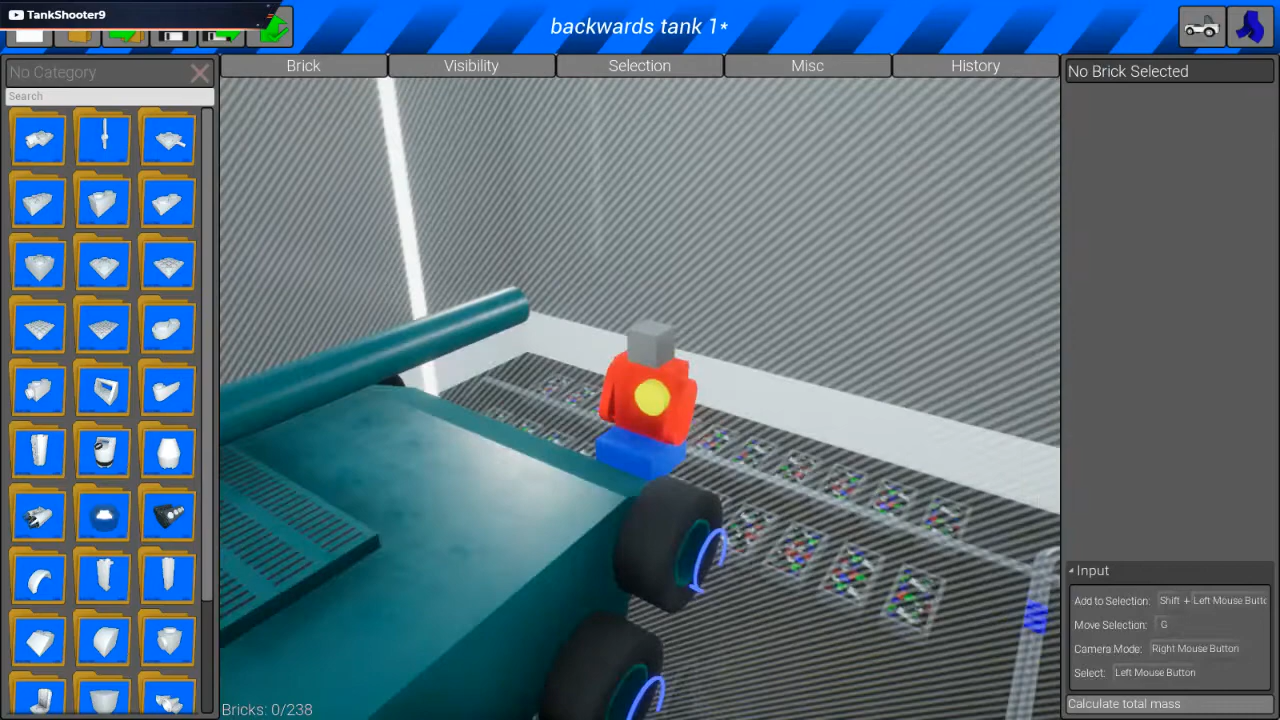 TankShooter9
backwards tank 1*
No Category
Search
Brick
Visibility
Selection
Misc
History
No Brick Selected
Input
Add to Selection: Shift + Left Mouse Butto
Move Selection: G
Camera Mode: Right Mouse Button
Select: Left Mouse Button
Calculate total mass
Bricks: 0/238